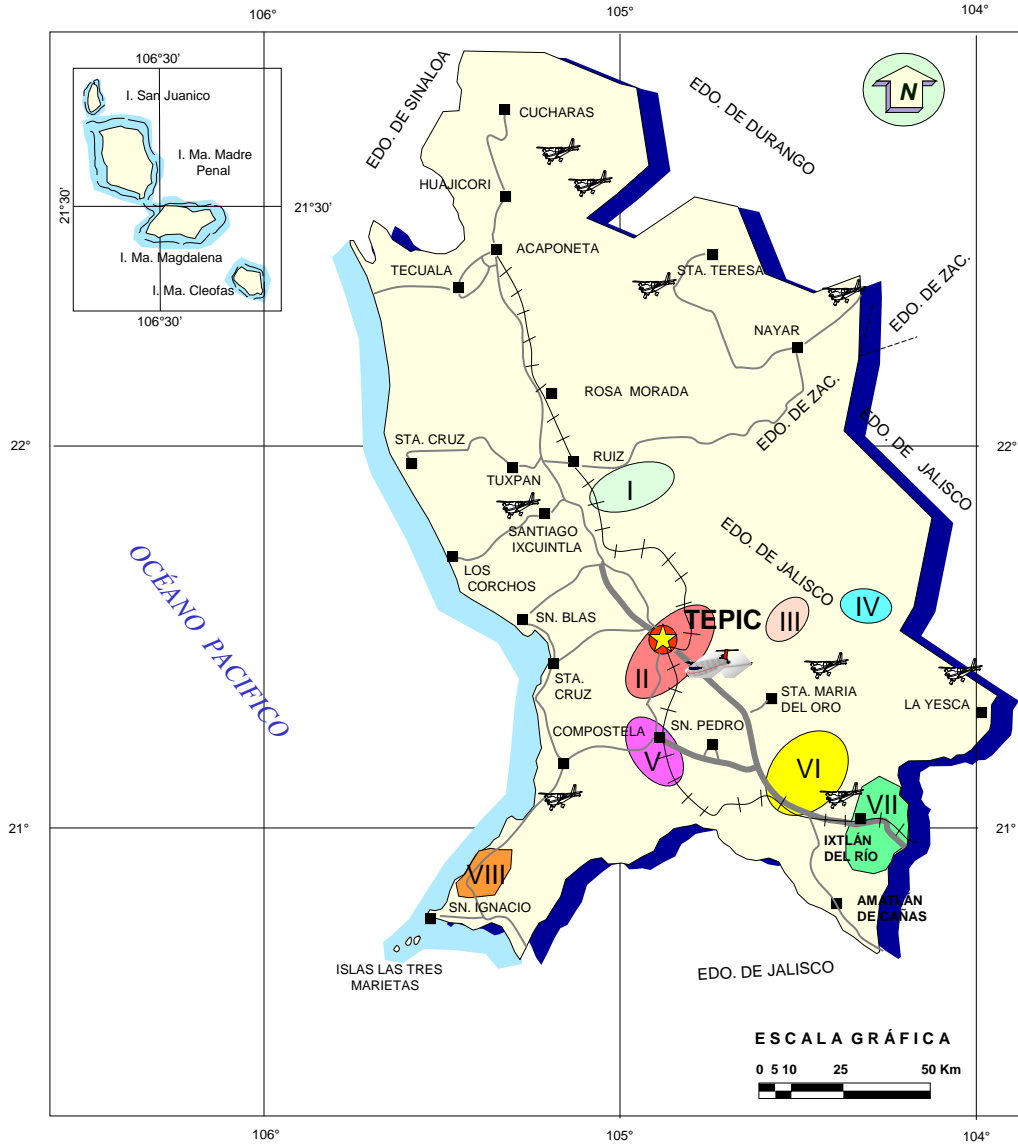 106°
105°
104°
106°30'
I. San Juanico
I. Ma. Madre
Penal
21°30'
21°30'
I. Ma. Magdalena
I. Ma. Cleofas
106°30'
EDO. DE SINALOA
EDO. DE DURANGO
N
CUCHARAS
HUAJICORI
ACAPONETA
TECUALA
STA. TERESA
EDO. DE ZAC.
NAYAR
ROSA MORADA
EDO. DE ZAC.
EDO. DE JALISCO
22°
22°
STA. CRUZ
RUIZ
TUXPAN
I
SANTIAGO
IXCUINTLA
EDO. DE JALISCO
LOS
CORCHOS
OCÉANO PACIFICO
SN. BLAS
TEPIC
III
IV
II
STA.
CRUZ
STA. MARIA
DEL ORO
LA YESCA
COMPOSTELA
SN. PEDRO
V
VI
VII
21°
21°
IXTLÁN
DEL RÍO
VIII
SN. IGNACIO
AMATLÁN
DE CAÑAS
ISLAS LAS TRES
MARIETAS
EDO. DE JALISCO
ESCALA GRÁFICA
0 5 10 25 50 Km
106°
105°
104°